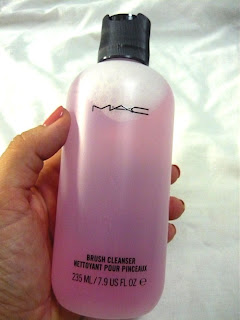 MAC
BRUSH CLEANSER
NETTOYANT POUR PINCEAUX
235 ML / 7.9 US FL OZ ℮